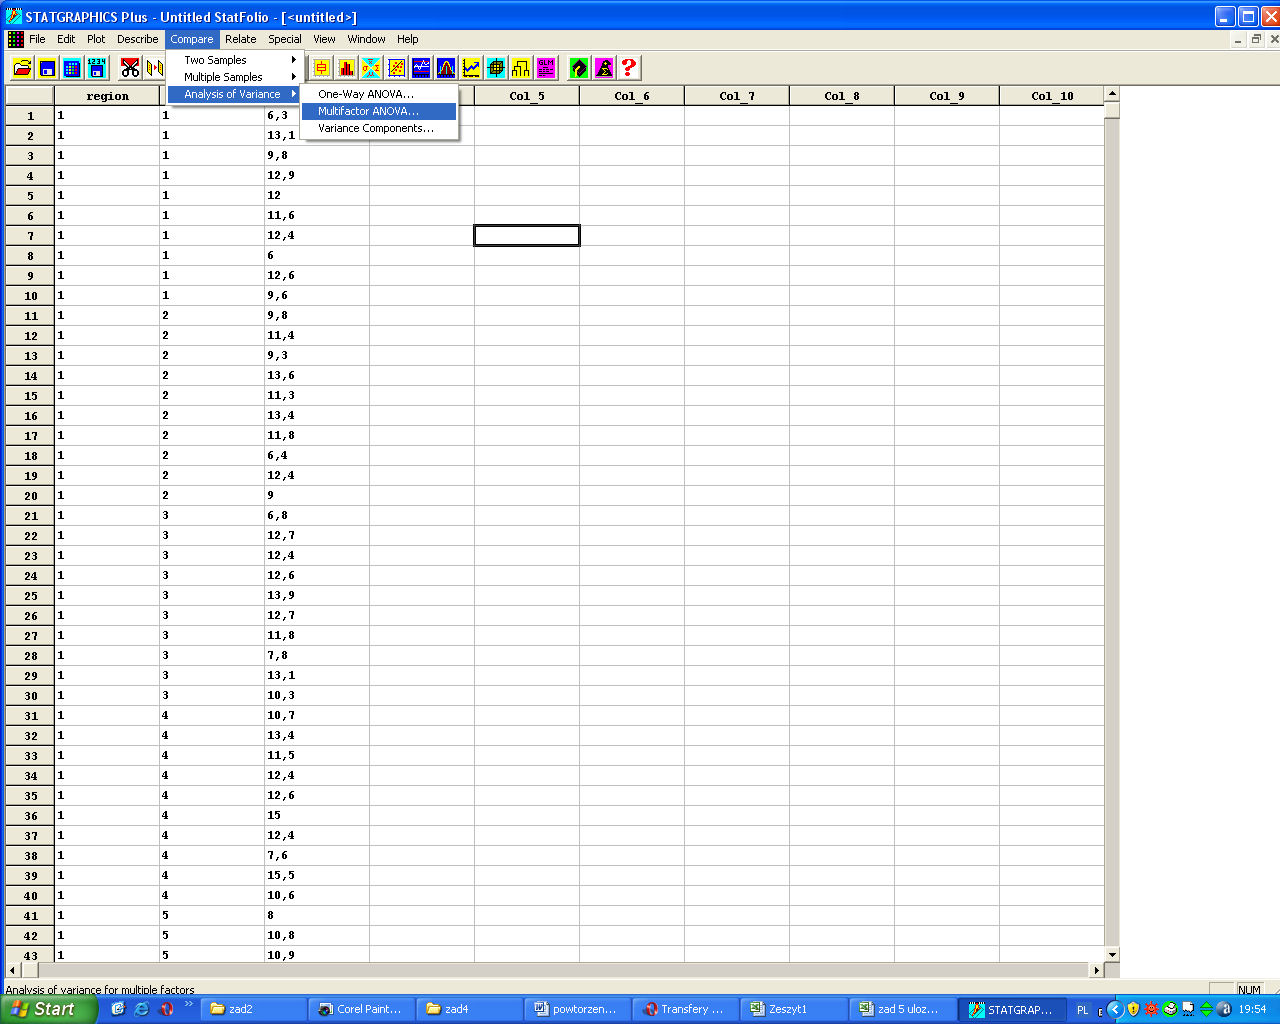 STATGRAPHICS Plus - Untitled StatFolio - [<untitled>]
File Edit Plot Describe Compare Relate Special View Window Help
Two Samples
Multiple Samples
Analysis of Variance
One-Way ANOVA...
Multifactor ANOVA...
Variance Components...
1234
GLM
region Col_5 Col_6 Col_7 Col_8 Col_9 Col_10
1 1 1 6,3
2 1 1 13,1
3 1 1 9,8
4 1 1 12,9
5 1 1 12
6 1 1 11,6
7 1 1 12,4
8 1 1 6
9 1 1 12,6
10 1 1 9,6
11 1 2 9,8
12 1 2 11,4
13 1 2 9,3
14 1 2 13,6
15 1 2 11,3
16 1 2 13,4
17 1 2 11,8
18 1 2 6,4
19 1 2 12,4
20 1 2 9
21 1 3 6,8
22 1 3 12,7
23 1 3 12,4
24 1 3 12,6
25 1 3 13,9
26 1 3 12,7
27 1 3 11,8
28 1 3 7,8
29 1 3 13,1
30 1 3 10,3
31 1 4 10,7
32 1 4 13,4
33 1 4 11,5
34 1 4 12,4
35 1 4 12,6
36 1 4 15
37 1 4 12,4
38 1 4 7,6
39 1 4 15,5
40 1 4 10,6
41 1 5 8
42 1 5 10,8
43 1 5 10,9
Analysis of variance for multiple factors
NUM
Start zad2 Corel Paint... zad4 powtorzen... Transfery ... Zeszyt1 zad 5 uloz... STATGRAP... PL 19:54